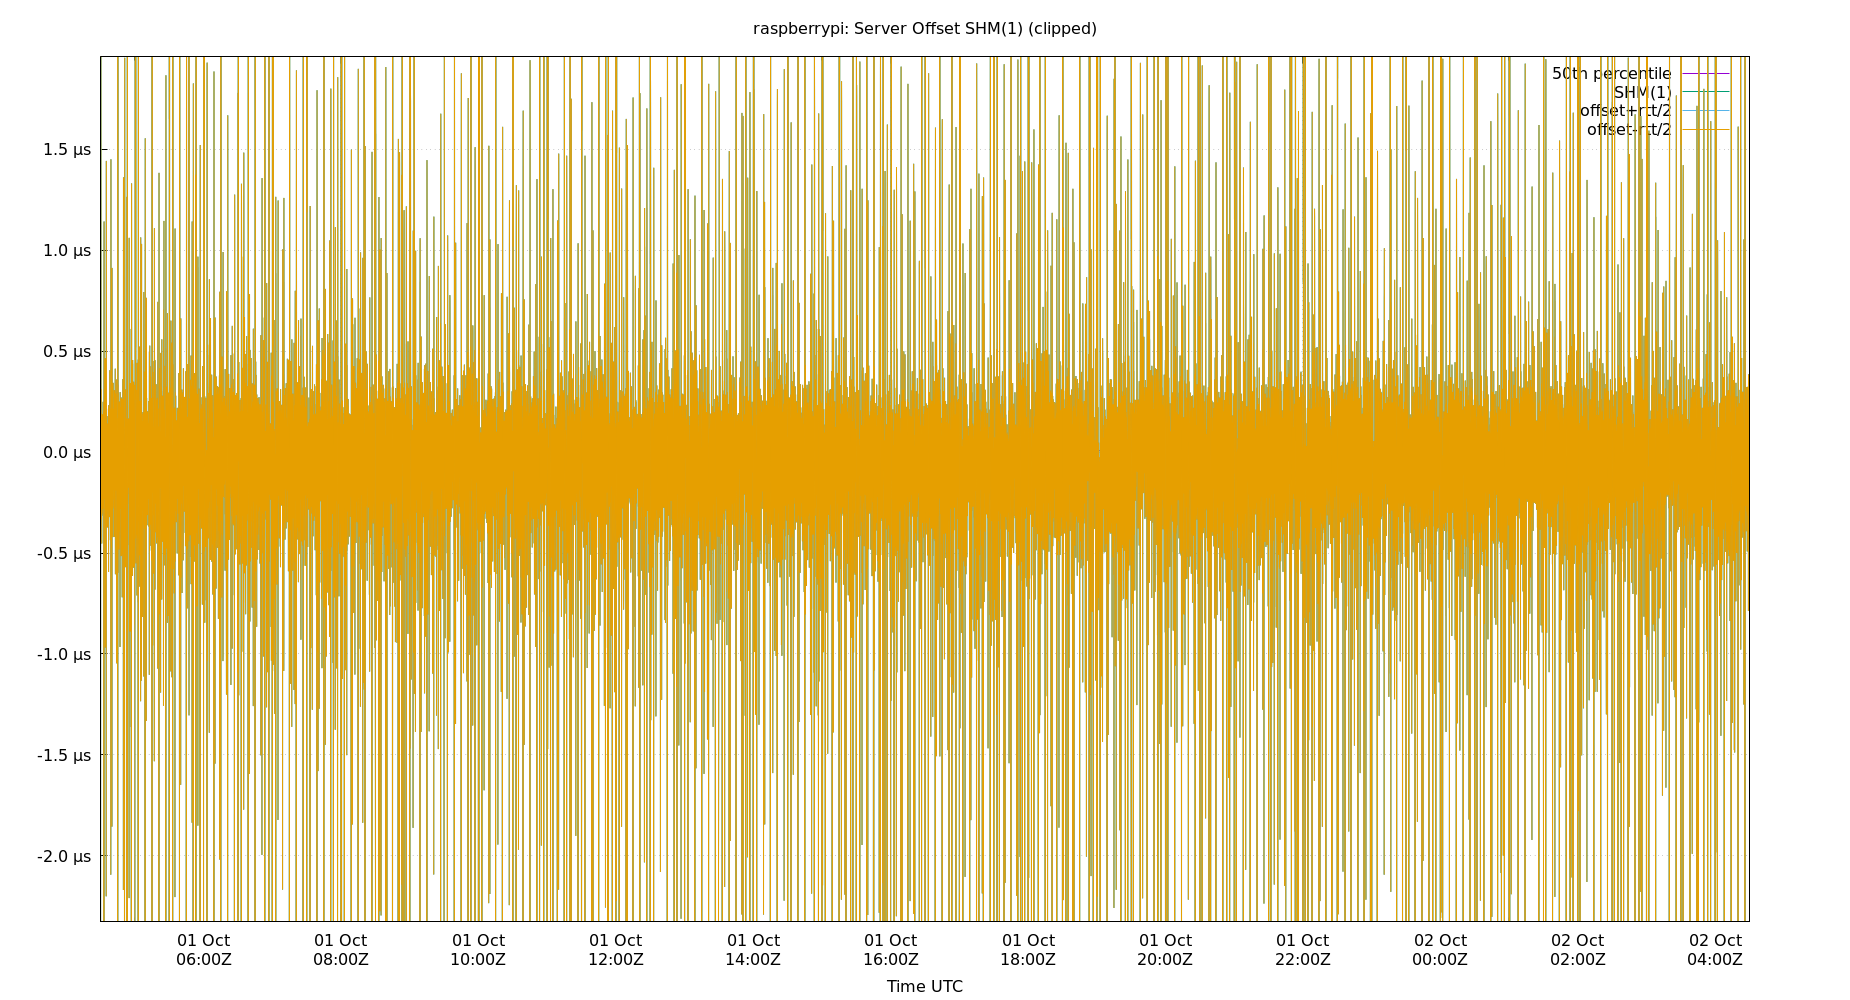 raspberrypi: Server Offset SHM(1) (clipped)
50th percentile
SHM(1)
offset+rtt/2
offset-rtt/2
1.5 µs
1.0 µs
0.5 µs
0.0 µs
-0.5 µs
-1.0 µs
-1.5 µs
-2.0 µs
01 Oct 01 Oct 01 Oct 01 Oct 01 Oct 01 Oct 01 Oct 01 Oct 01 Oct 02 Oct 02 Oct 02 Oct
06:00Z 08:00Z 10:00Z 12:00Z 14:00Z 16:00Z 18:00Z 20:00Z 22:00Z 00:00Z 02:00Z 04:00Z
Time UTC